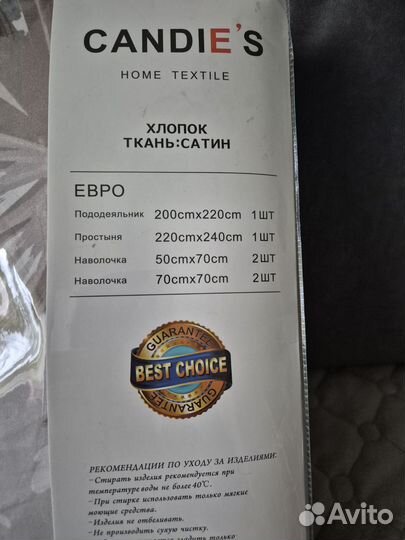 CANDIE'S
HOME TEXTILE
ХЛОПОК
ТКАНЬ:САТИН
ЕВРО
Пододеяльник 200cmx220cm 1ШТ
Простыня 220cmx240cm 1ШТ
Наволочка 50cmx70cm 2ШТ
Наволочка 70cmx70cm 2ШТ
GUARANTEE
BEST CHOICE
GUARANTEE
РЕКОМЕНДАЦИИ ПО УХОДУ ЗА ИЗДЕЛИЯМИ:
-Стирать изделия рекомендуется при
температуре воды не более 40℃.
-При стирке использовать только мягкие
моющие средства.
-Изделия не отбеливать.
-Не производить сухую чистку.
гладить только
Avito